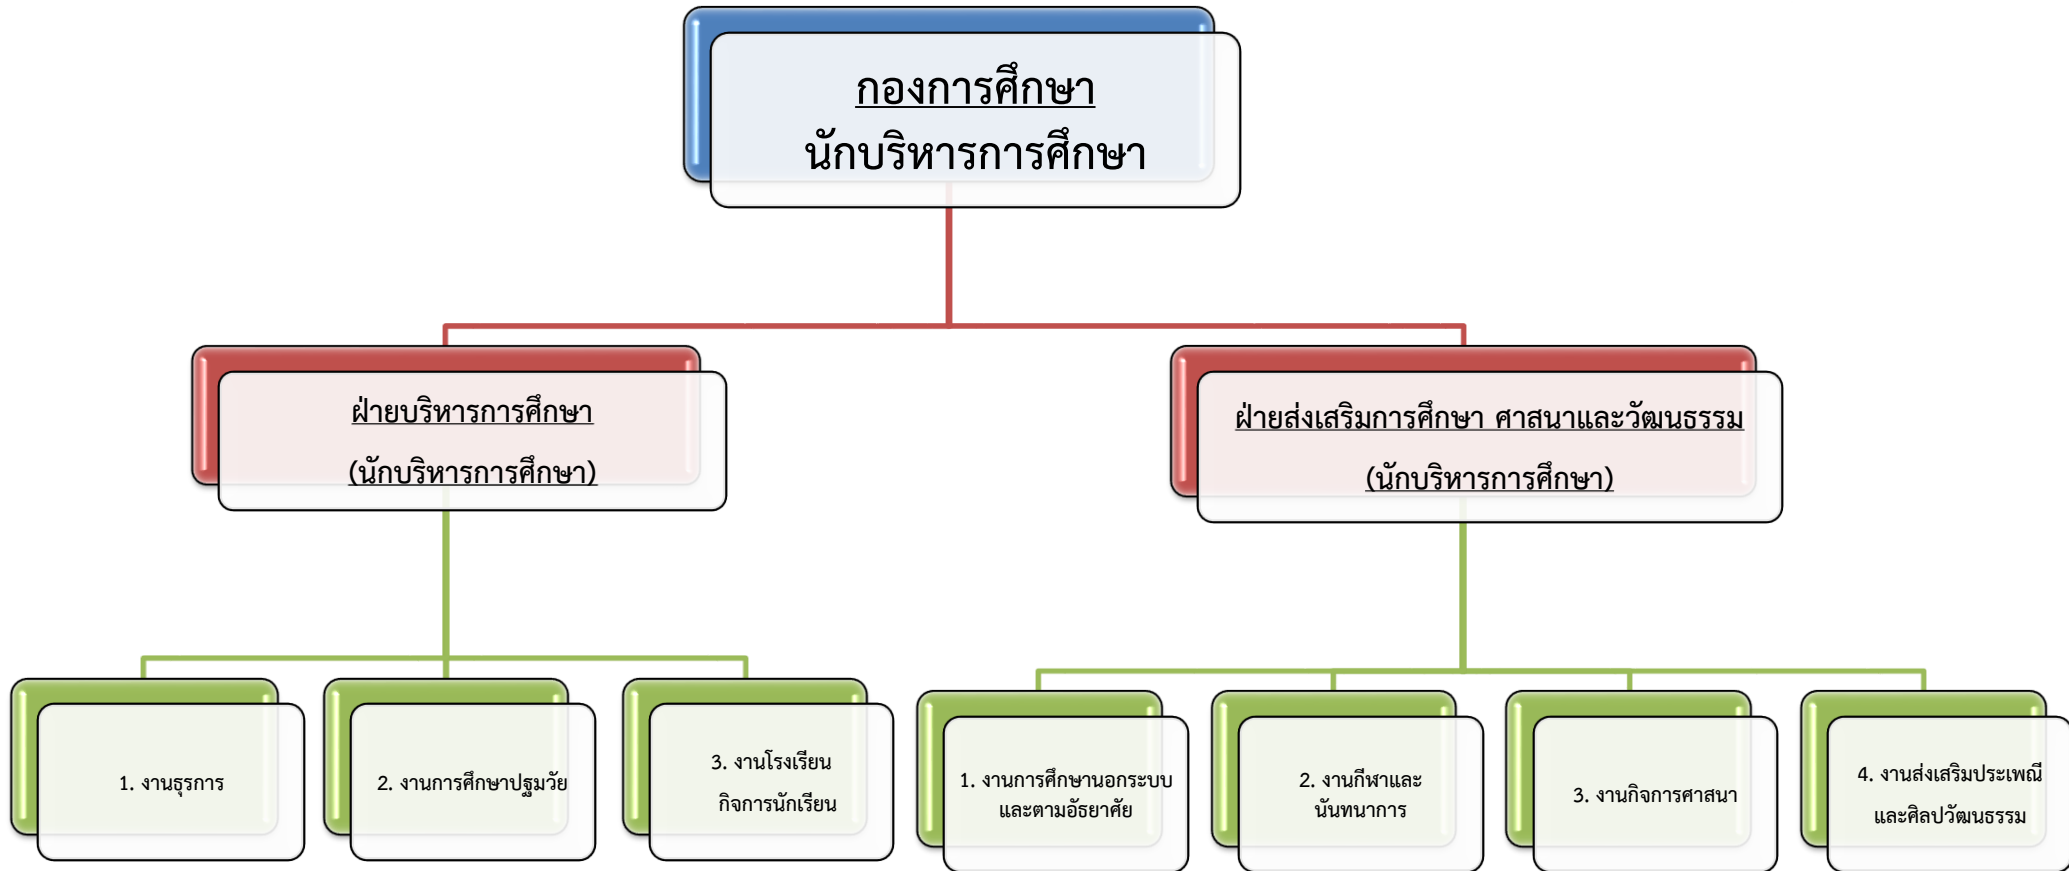 กองการศึกษา
นักบริหารการศึกษา
ฝ่ายบริหารการศึกษา
(นักบริหารการศึกษา)
ฝ่ายส่งเสริมการศึกษา ศาสนาและวัฒนธรรม
(นักบริหารการศึกษา)
1. งานธุรการ
2. งานการศึกษาปฐมวัย
3. งานโรงเรียน
กิจการนักเรียน
1. งานการศึกษานอกระบบ
และตามอัธยาศัย
2. งานกีฬาและ
นันทนาการ
3. งานกิจการศาสนา
4. งานส่งเสริมประเพณี
และศิลปวัฒนธรรม